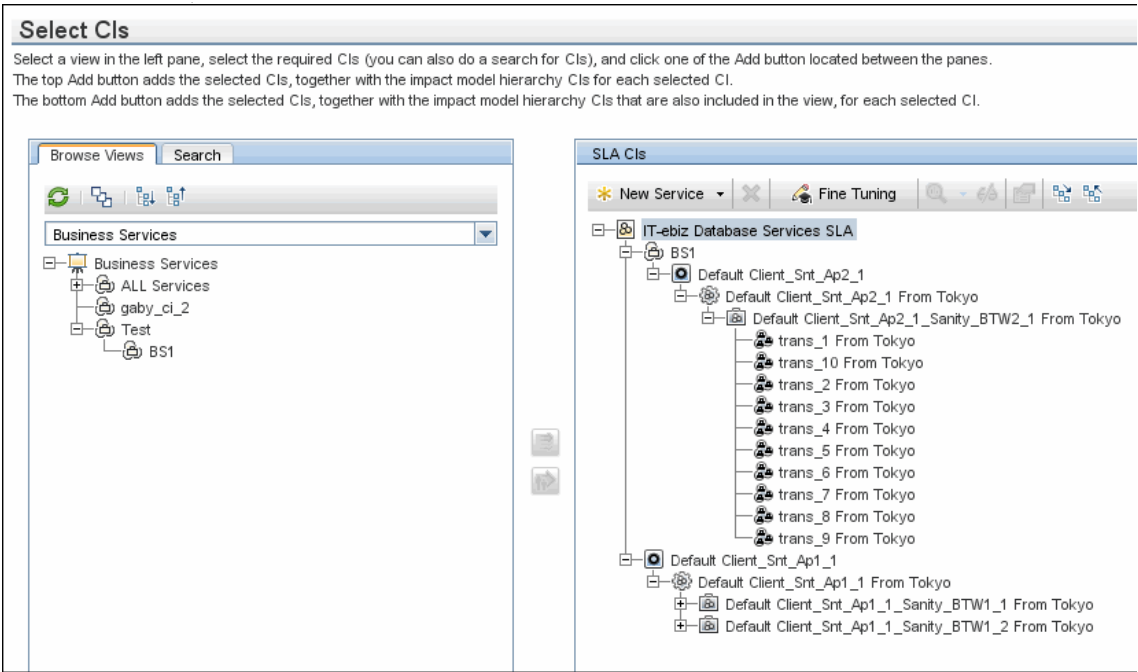 Select CIs
Select a view in the left pane, select the required CIs (you can also do a search for CIs), and click one of the Add button located between the panes.
The top Add button adds the selected CIs, together with the impact model hierarchy CIs for each selected CI.
The bottom Add button adds the selected CIs, together with the impact model hierarchy CIs that are also included in the view, for each selected CI.
Browse Views
Search
Business Services
Business Services
ALL Services
gaby_ci_2
Test
BS1
SLA CIs
New Service
Fine Tuning
IT-ebiz Database Services SLA
BS1
Default Client_Snt_Ap2_1
Default Client_Snt_Ap2_1 From Tokyo
Default Client_Snt_Ap2_1_Sanity_BTW2_1 From Tokyo
trans_1 From Tokyo
trans_10 From Tokyo
trans_2 From Tokyo
trans_3 From Tokyo
trans_4 From Tokyo
trans_5 From Tokyo
trans_6 From Tokyo
trans_7 From Tokyo
trans_8 From Tokyo
trans_9 From Tokyo
Default Client_Snt_Ap1_1
Default Client_Snt_Ap1_1 From Tokyo
Default Client_Snt_Ap1_1_Sanity_BTW1_1 From Tokyo
Default Client_Snt_Ap1_1_Sanity_BTW1_2 From Tokyo